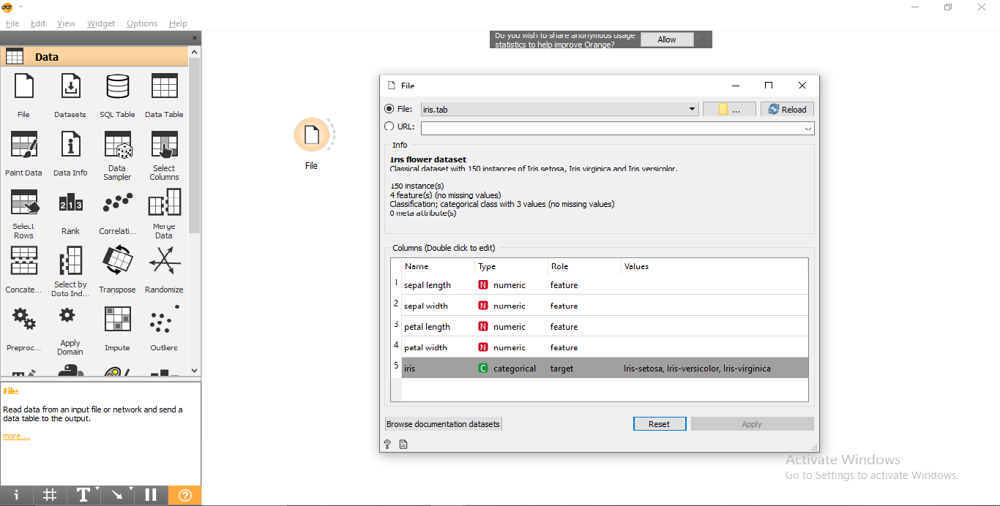 File Edit View Widget Options Help
Data
File Datasets SQL Table Data Table
Paint Data Data Info Data Sampler Select Columns
Select Rows Rank Correlati... Merge Data
Concate... Select by Data Ind... Transpose Randomize
Preproc... Apply Domain Impute Outliers
File
Read data from an input file or network and send a
data table to the output.
more...
Do you wish to share anonymous usage
statistics to help improve Orange?
Allow
File
File
File: iris.tab ... Reload
URL:
Info
Iris flower dataset
Classical dataset with 150 instances of Iris setosa, Iris virginica and Iris versicolor.
150 instance(s)
4 feature(s) (no missing values)
Classification; categorical class with 3 values (no missing values)
0 meta attribute(s)
Columns (Double click to edit)
Name Type Role Values
1 sepal length N numeric feature
2 sepal width N numeric feature
3 petal length N numeric feature
4 petal width N numeric feature
5 iris C categorical target Iris-setosa, Iris-versicolor, Iris-virginica
Browse documentation datasets Reset Apply
Activate Windows
Go to Settings to activate Windows.